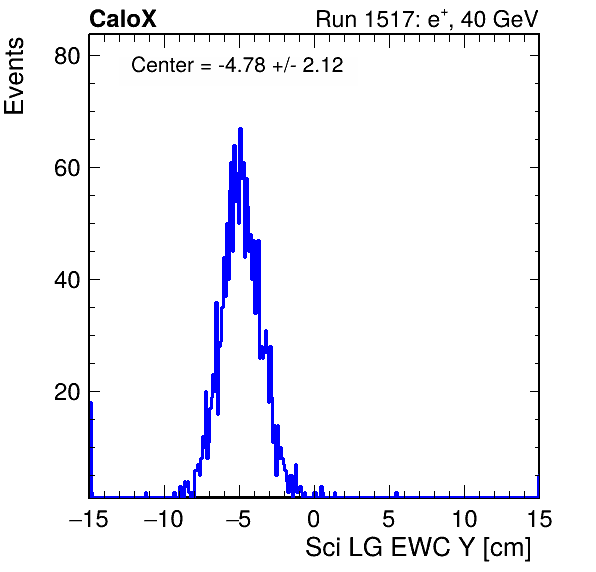 CaloX Run 1517: e⁺, 40 GeV
Events
Center = -4.78 +/- 2.12
80
60
40
20
−15 −10 −5 0 5 10 15
Sci LG EWC Y [cm]